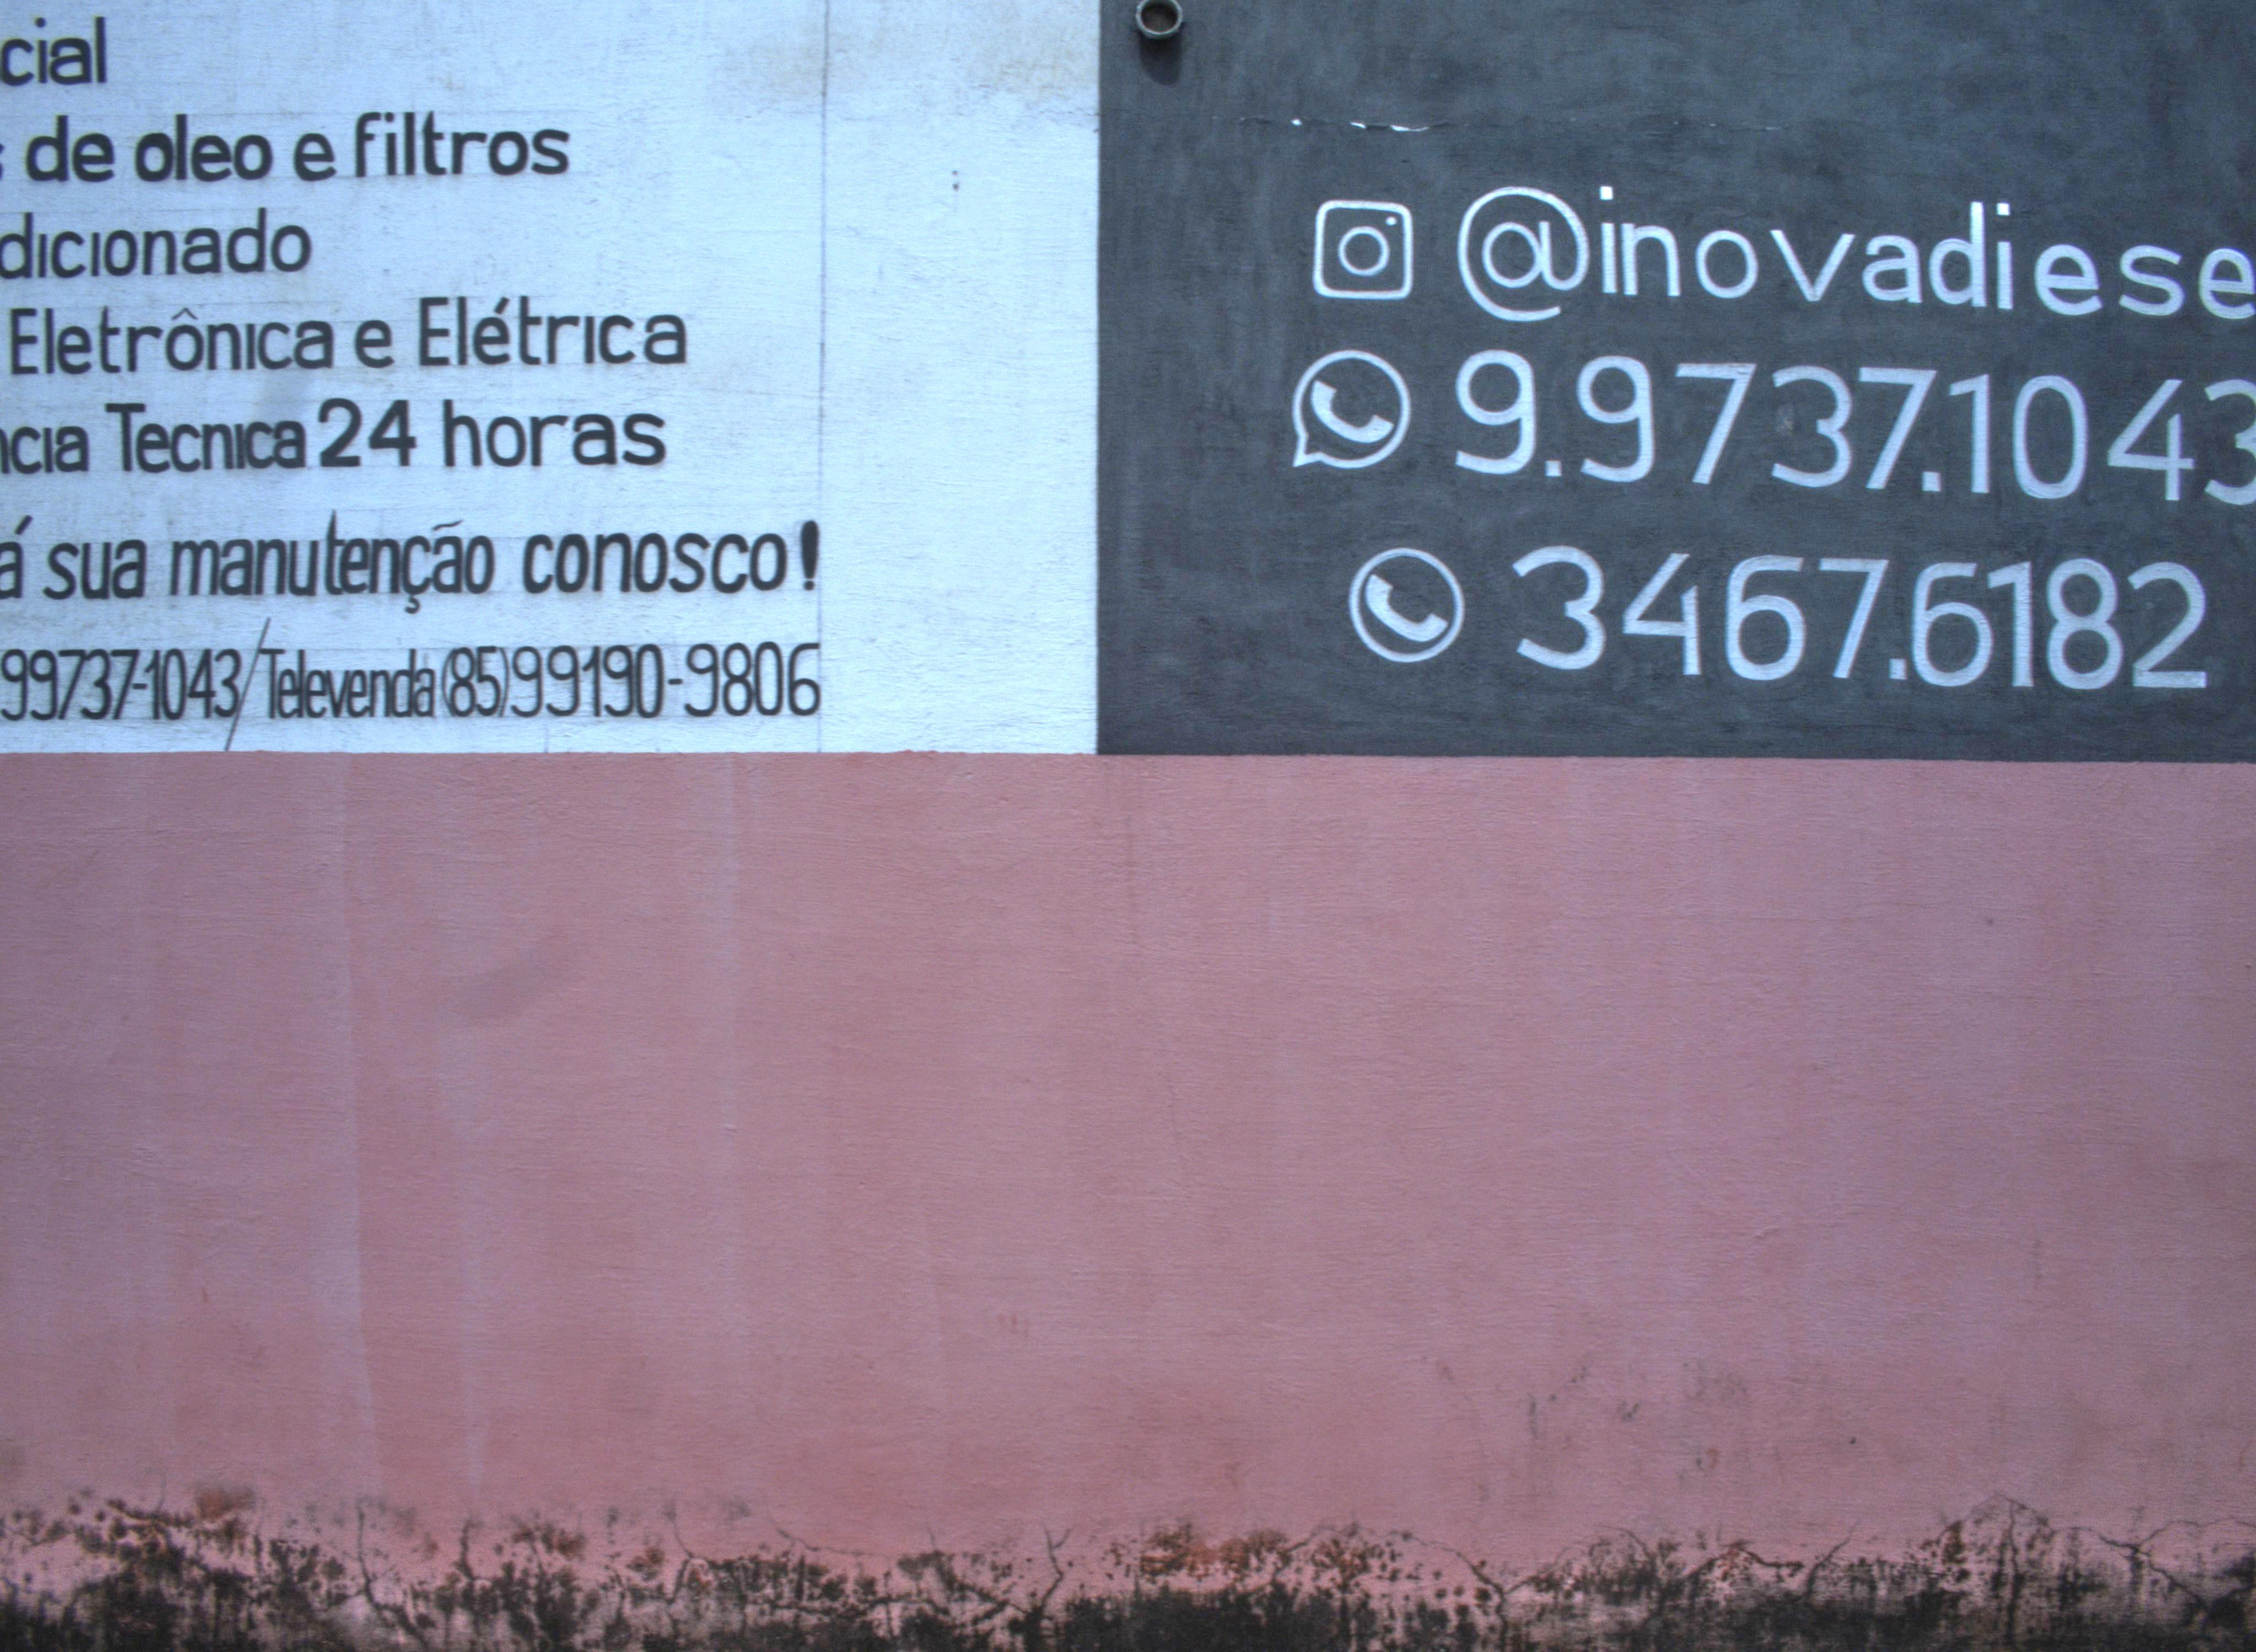 cial
de oleo e filtros
dicionado
Eletrônica e Elétrica
ncia Tecnica 24 horas
á sua manutenção conosco!
99737-1043/Televenda (85)99190-9806
@inovadiese
9.9737.1043
3467.6182